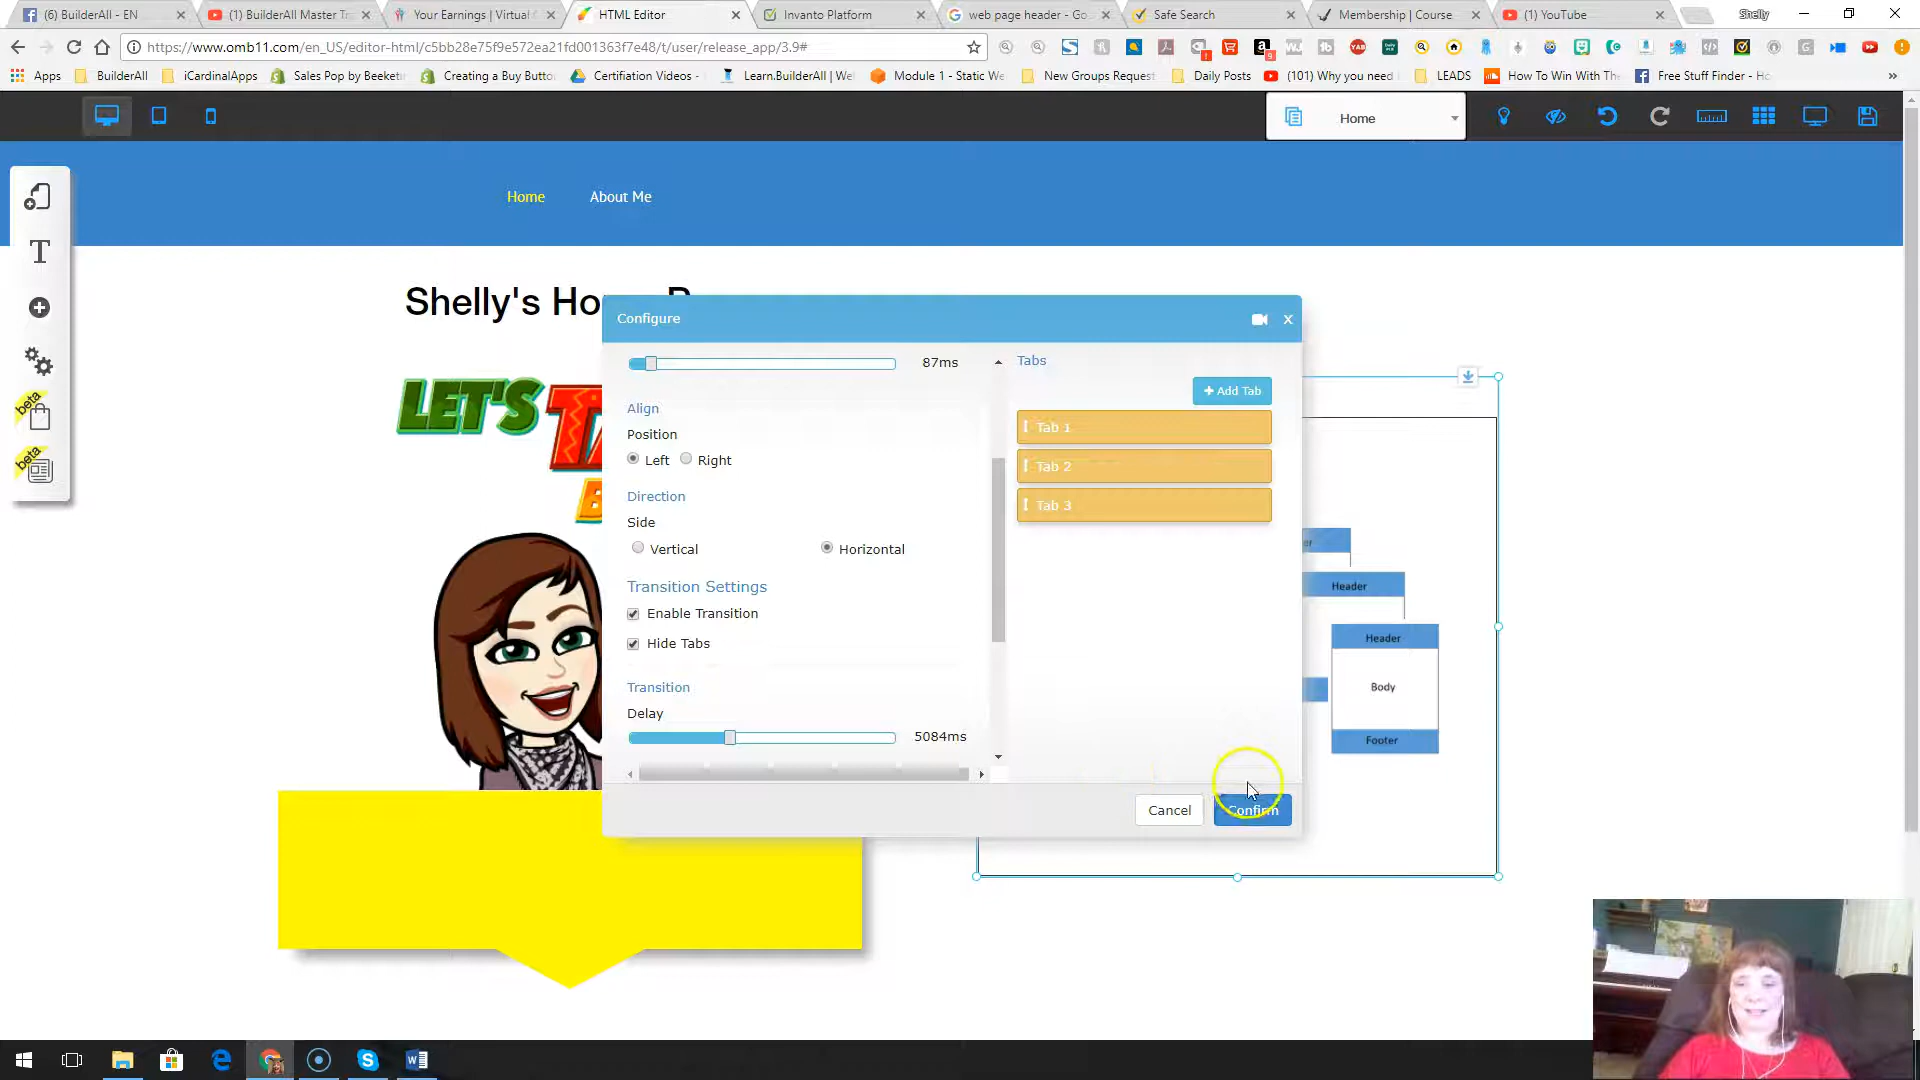 (6) BuilderAll - EN
(1) BuilderAll Master Tr
Your Earnings | Virtual
HTML Editor
Invanto Platform
web page header - Go
Safe Search
Membership | Course
(1) YouTube
Shelly
https://www.omb11.com/en_US/editor-html/c5bb28e75f9e572ea21fd001363f7e48/t/user/release_app/3.9#
Apps
BuilderAll
iCardinalApps
Sales Pop by Beeketi
Creating a Buy Butto
Certifiation Videos -
Learn.BuilderAll | We
Module 1 - Static We
New Groups Request
Daily Posts
(101) Why you need
LEADS
How To Win With Th
Free Stuff Finder - Ho
Home
Home
About Me
Shelly's Ho
Configure
X
87ms
Tabs
+ Add Tab
Align
Position
Left
Right
Tab 1
Tab 2
Tab 3
Direction
Side
Vertical
Horizontal
Transition Settings
Enable Transition
Hide Tabs
Transition
Delay
5084ms
Cancel
Confirm
LET'S
beta
beta
Header
Header
Body
Footer